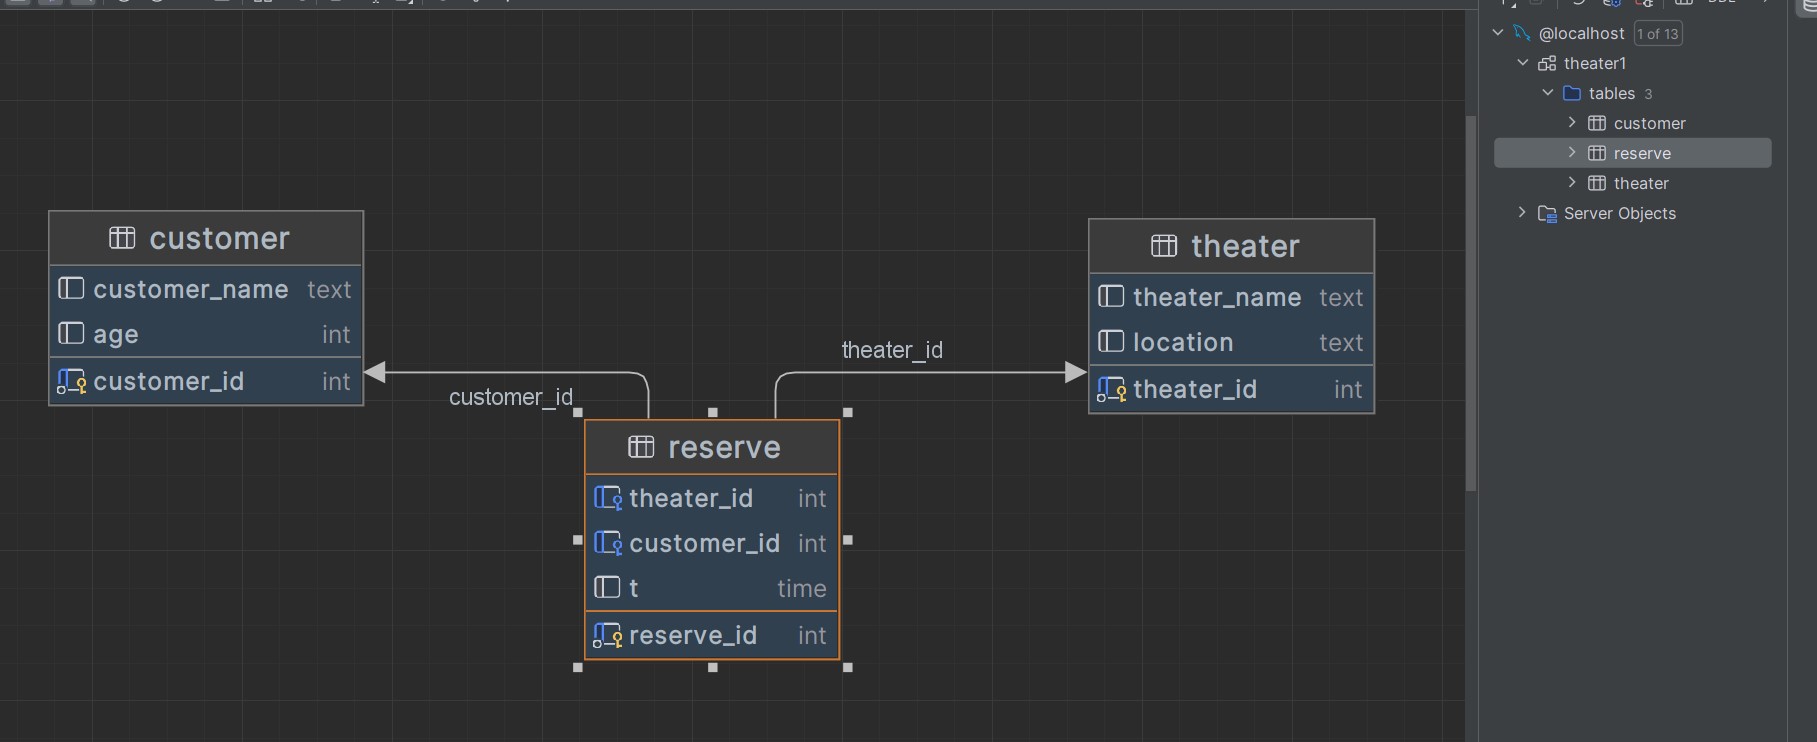 customer
customer_name text
age int
customer_id int
customer_id
theater_id
theater
theater_name text
location text
theater_id int
reserve
theater_id int
customer_id int
t time
reserve_id int
@localhost 1 of 13
theater1
tables 3
customer
reserve
theater
Server Objects